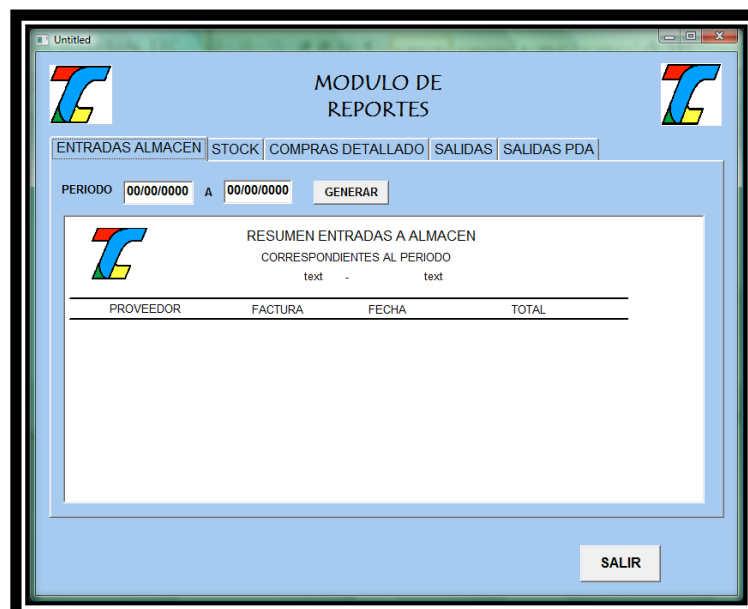 Untitled
MODULO DE
REPORTES
ENTRADAS ALMACEN STOCK COMPRAS DETALLADO SALIDAS SALIDAS PDA
PERIODO 00/00/0000 A 00/00/0000 GENERAR
RESUMEN ENTRADAS A ALMACEN
CORRESPONDIENTES AL PERIODO
text - text
PROVEEDOR FACTURA FECHA TOTAL
SALIR